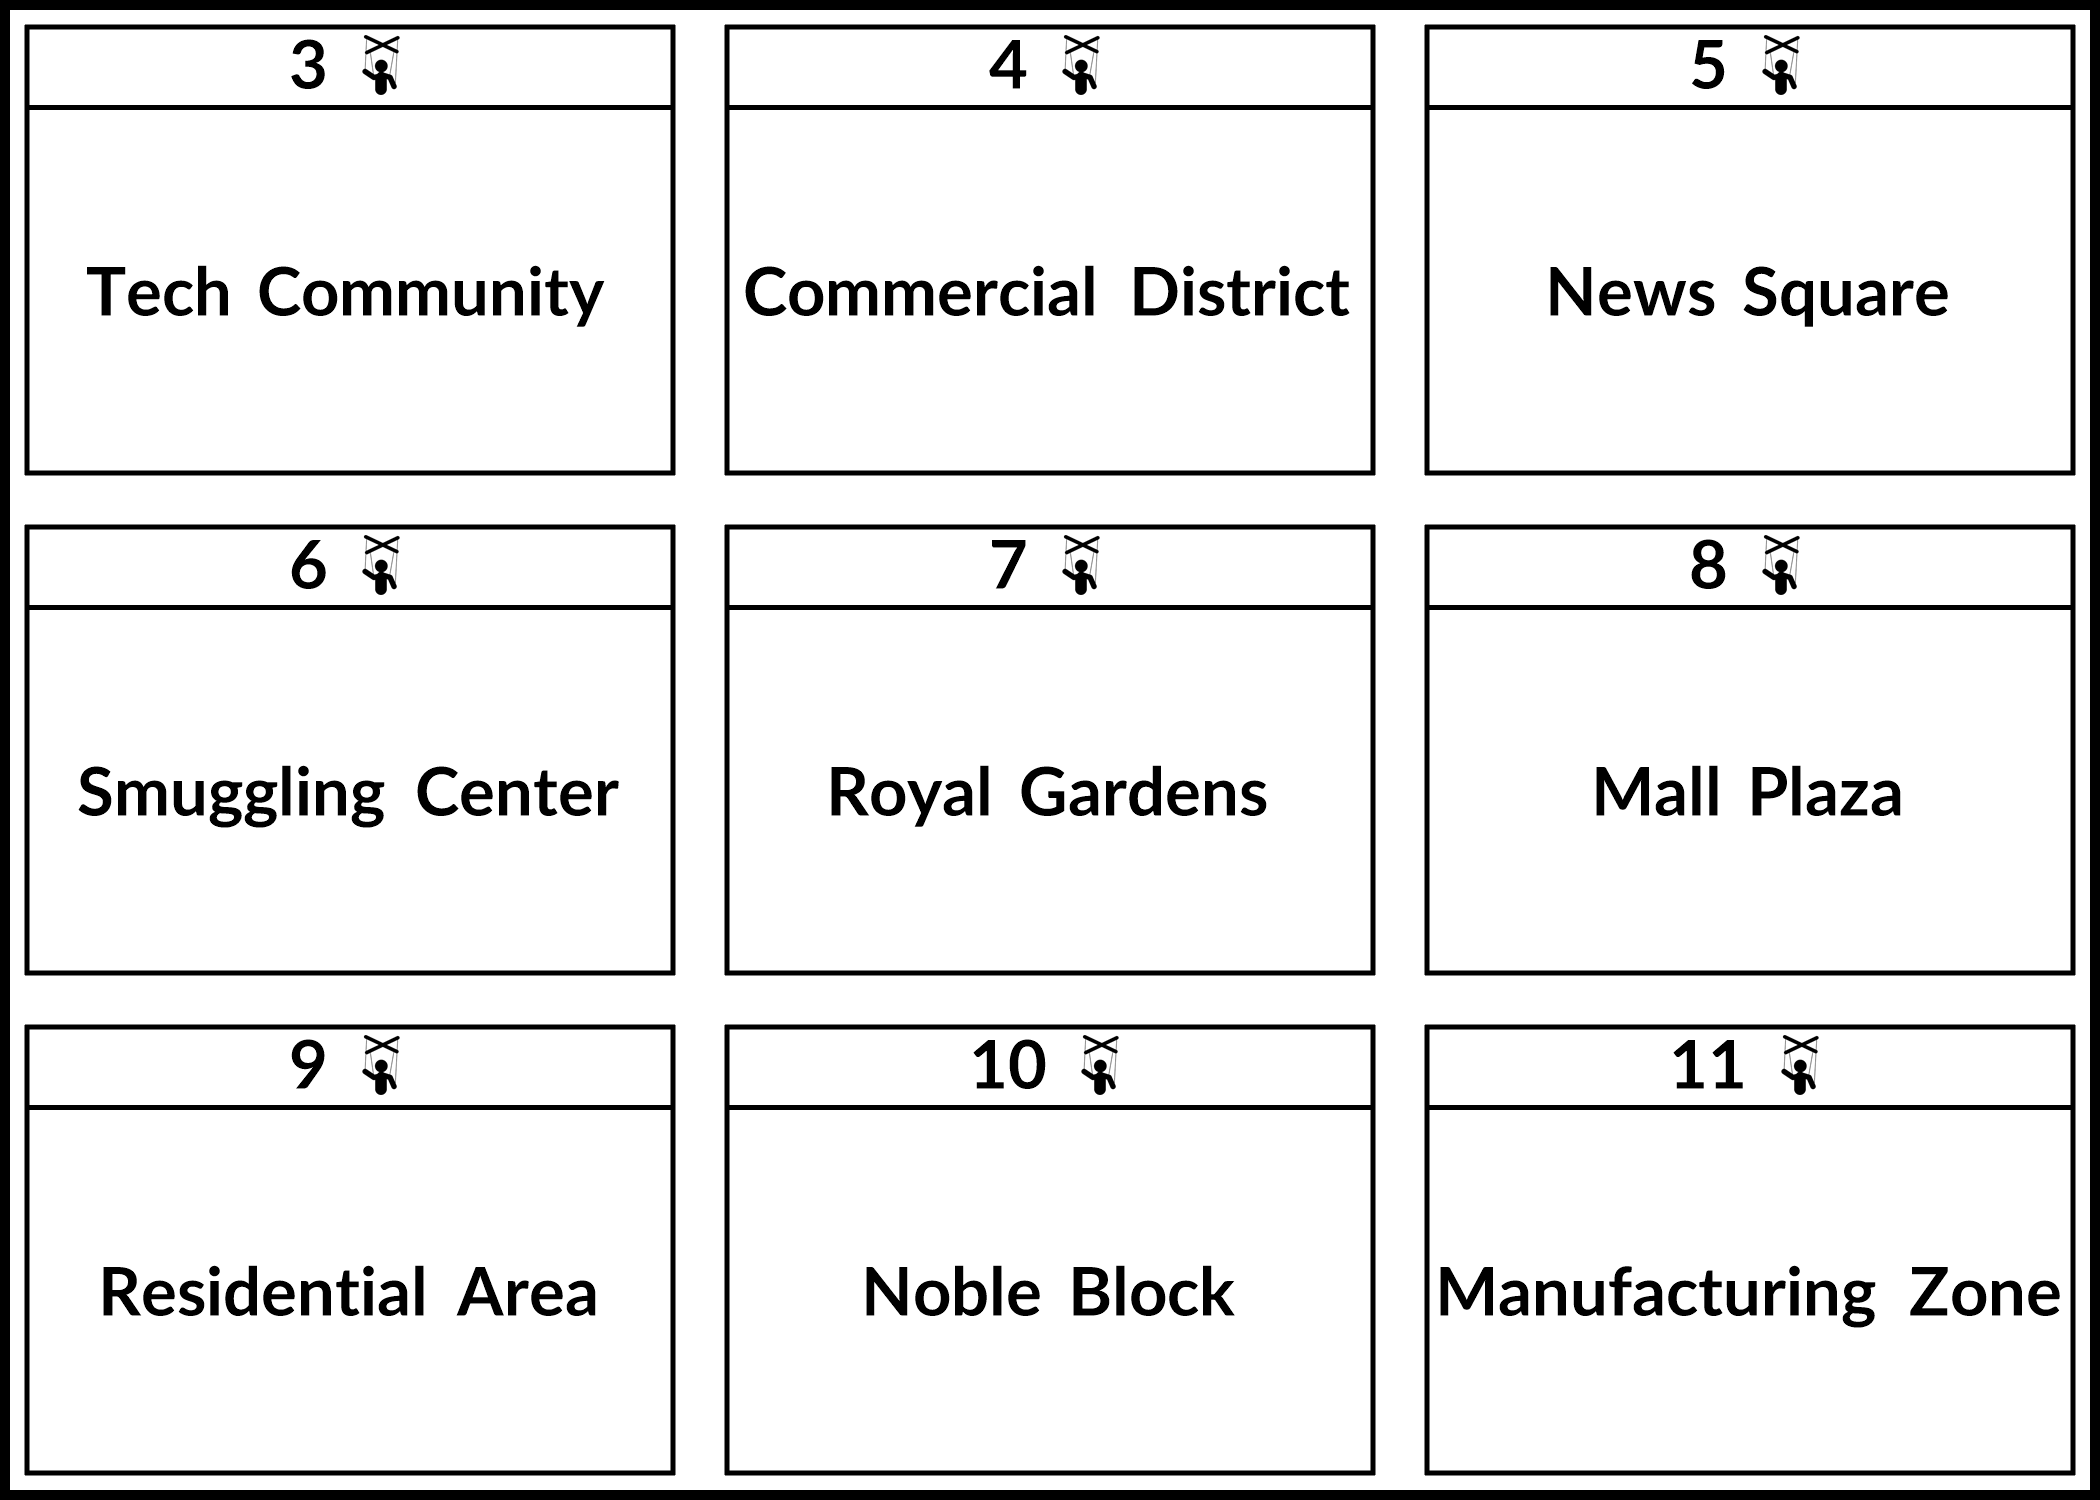 3
Tech Community
4
Commercial District
5
News Square
6
Smuggling Center
7
Royal Gardens
8
Mall Plaza
9
Residential Area
10
Noble Block
11
Manufacturing Zone